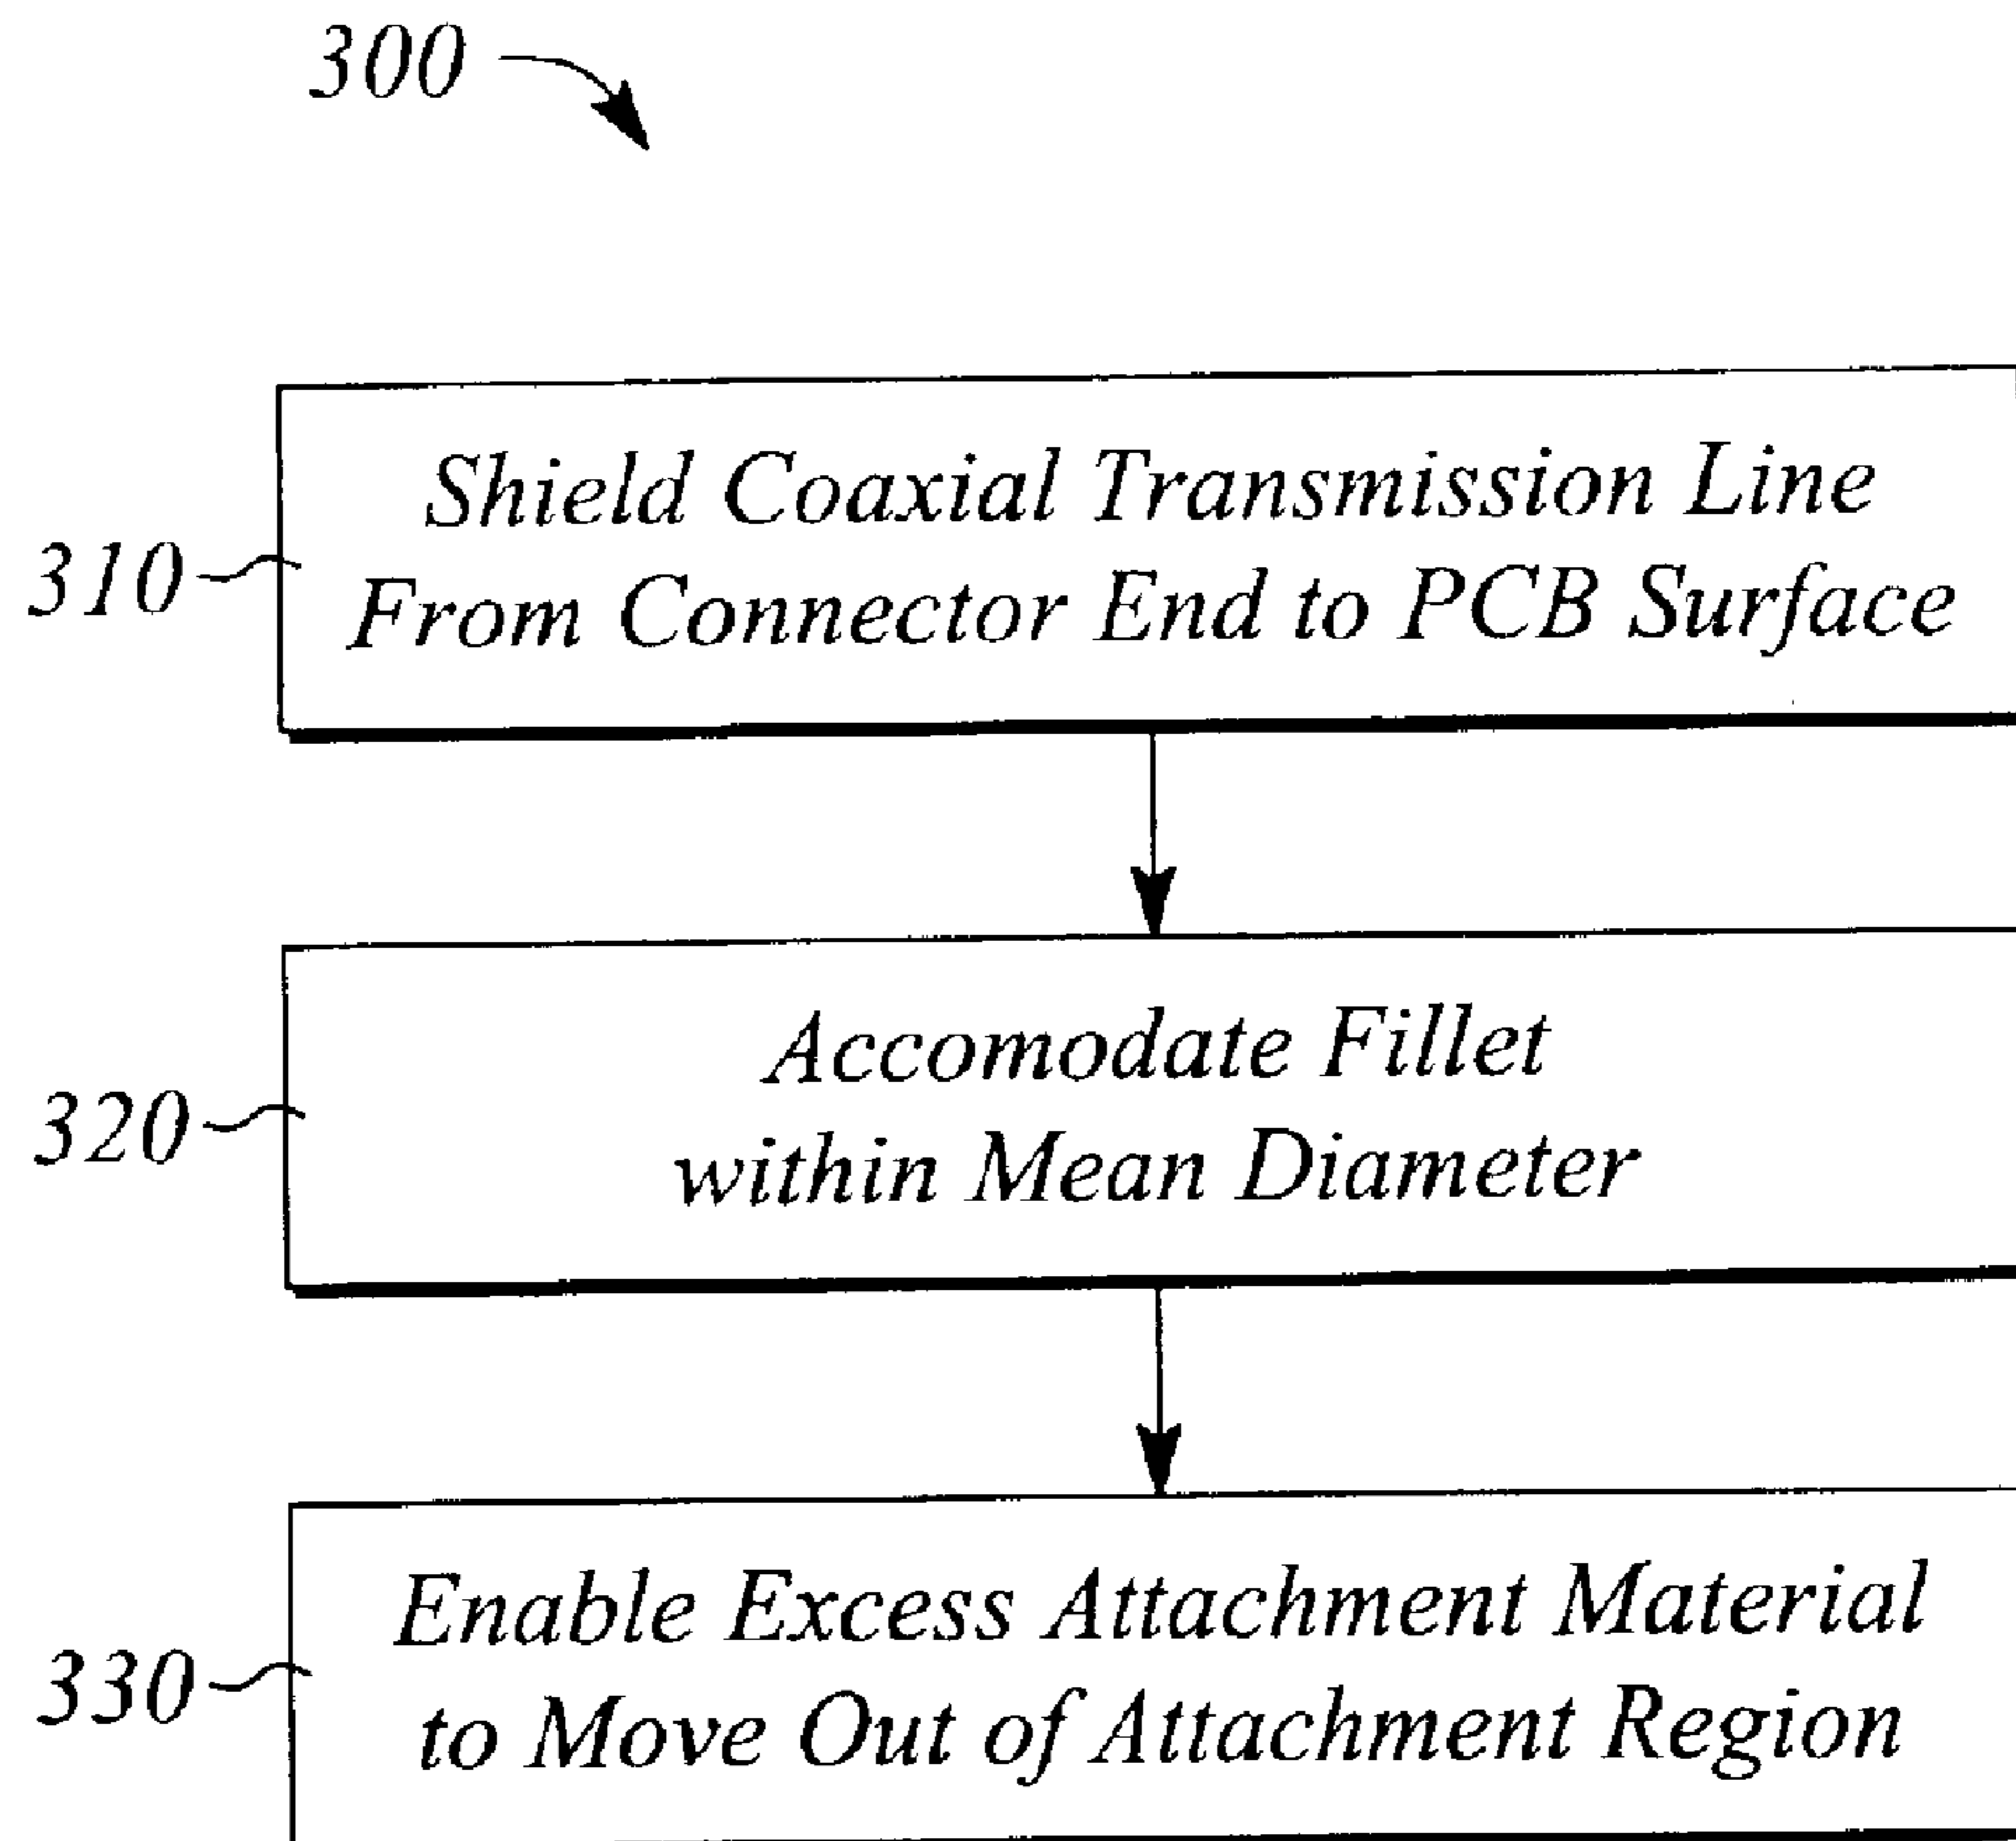 300
Shield Coaxial Transmission Line
310
From Connector End to PCB Surface
Accomodate Fillet
320
within Mean Diameter
Enable Excess Attachment Material
330
to Move Out of Attachment Region